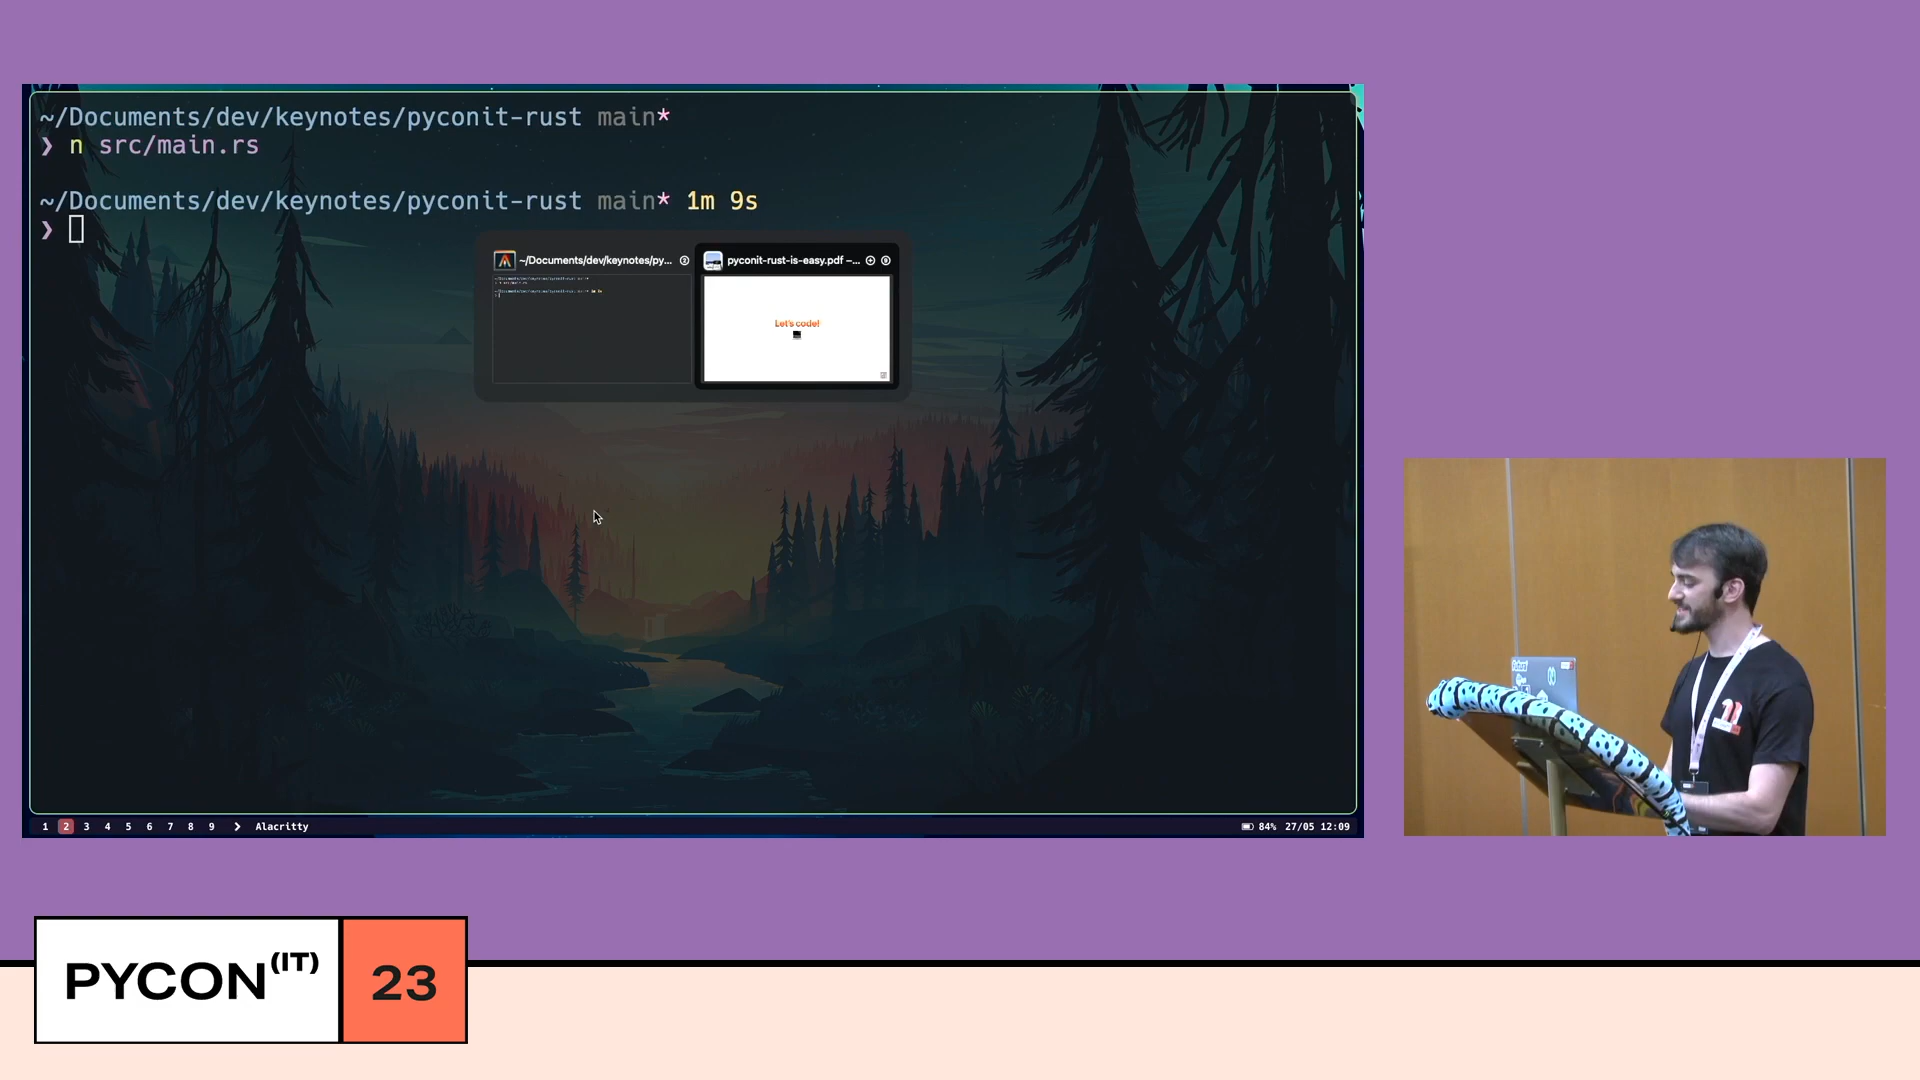 ~/Documents/dev/keynotes/pyconit-rust main*
❯ n src/main.rs
~/Documents/dev/keynotes/pyconit-rust main* 1m 9s
❯
~/Documents/dev/keynotes/py...
pyconit-rust-is-easy.pdf –...
Let's code!
1 2 3 4 5 6 7 8 9 ❯ Alacritty
84% 27/05 12:09
PYCON(IT) 23